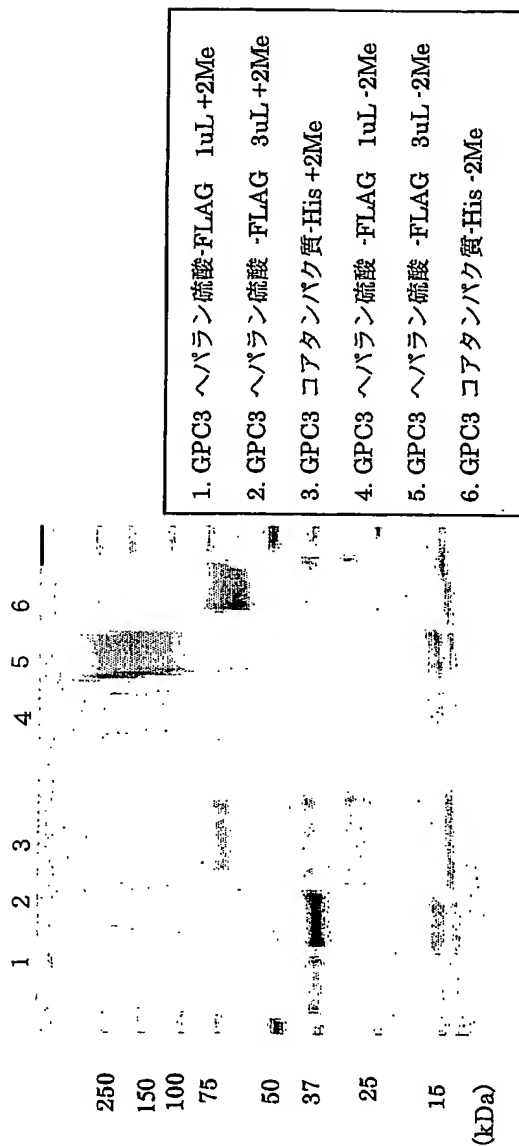 1 2 3 4 5 6
250
150
100
75
50
37
25
15
(kDa)
1. GPC3 ヘパラン硫酸-FLAG 1uL +2Me
2. GPC3 ヘパラン硫酸 -FLAG 3uL +2Me
3. GPC3 コアタンパク質-His +2Me
4. GPC3 ヘパラン硫酸 -FLAG 1uL -2Me
5. GPC3 ヘパラン硫酸 -FLAG 3uL -2Me
6. GPC3 コアタンパク質-His -2Me